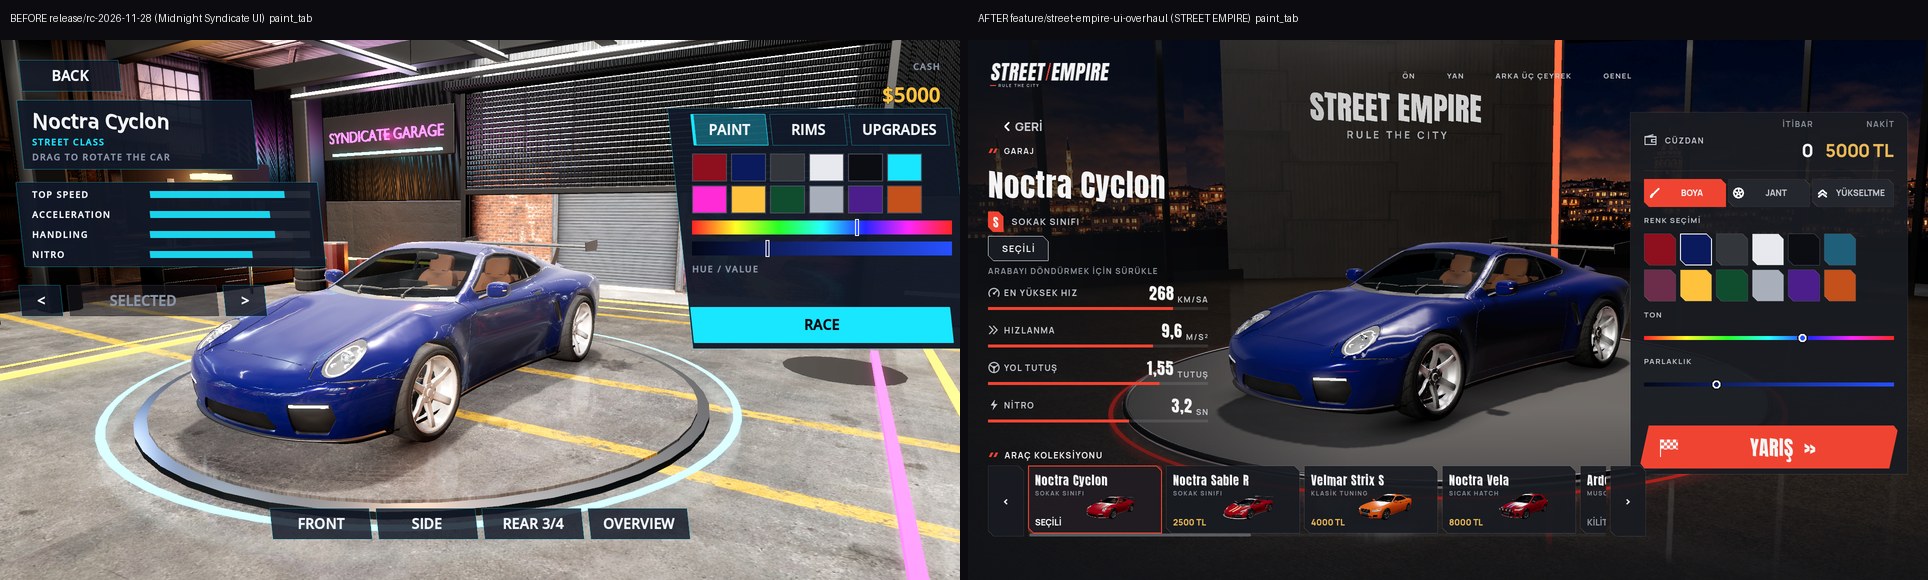 BEFORE release/rc-2026-11-28 (Midnight Syndicate UI) paint_tab
BACK
Noctra Cyclon
STREET CLASS
DRAG TO ROTATE THE CAR
TOP SPEED
ACCELERATION
HANDLING
NITRO
< SELECTED >
SYNDICATE GARAGE
CASH
$5000
PAINT RIMS UPGRADES
HUE / VALUE
RACE
FRONT SIDE REAR 3/4 OVERVIEW
AFTER feature/street-empire-ui-overhaul (STREET EMPIRE) paint_tab
STREET/EMPIRE
RULE THE CITY
ÖN YAN ARKA ÜÇ ÇEYREK GENEL
STREET EMPIRE
RULE THE CITY
GERİ
GARAJ
Noctra Cyclon
S SOKAK SINIFI
SEÇİLİ
ARABAYI DÖNDÜRMEK İÇİN SÜRÜKLE
EN YÜKSEK HIZ 268 KM/SA
HIZLANMA 9,6 M/S²
YOL TUTUŞ 1,55 TUTUŞ
NİTRO 3,2 SN
CÜZDAN
İTİBAR NAKİT
0 5000 TL
BOYA JANT YÜKSELTME
RENK SEÇİMİ
TON
PARLAKLIK
YARIŞ »
ARAÇ KOLEKSİYONU
Noctra Cyclon
SOKAK SINIFI
SEÇİLİ
Noctra Sable R
SOKAK SINIFI
2500 TL
Velmar Strix S
KLASİK TUNING
4000 TL
Noctra Vela
SICAK HATCH
8000 TL
Ard
MUSC
KİLİT